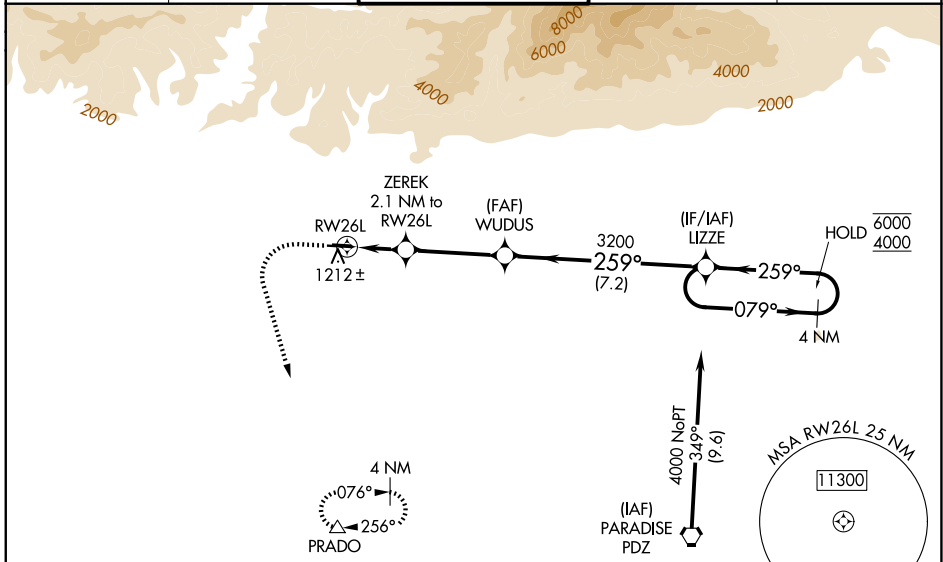 8000
6000
4000
4000
2000
2000
ZEREK
2.1 NM to
RW26L
(FAF)
WUDUS
(IF/IAF)
LIZZE
HOLD
6000
4000
RW26L
1212±
3200
259°
(7.2)
259°
079°
4 NM
4000 NoPT
349°
(9.6)
MSA RW26L 25 NM
11300
4 NM
076°
256°
PRADO
(IAF)
PARADISE
PDZ